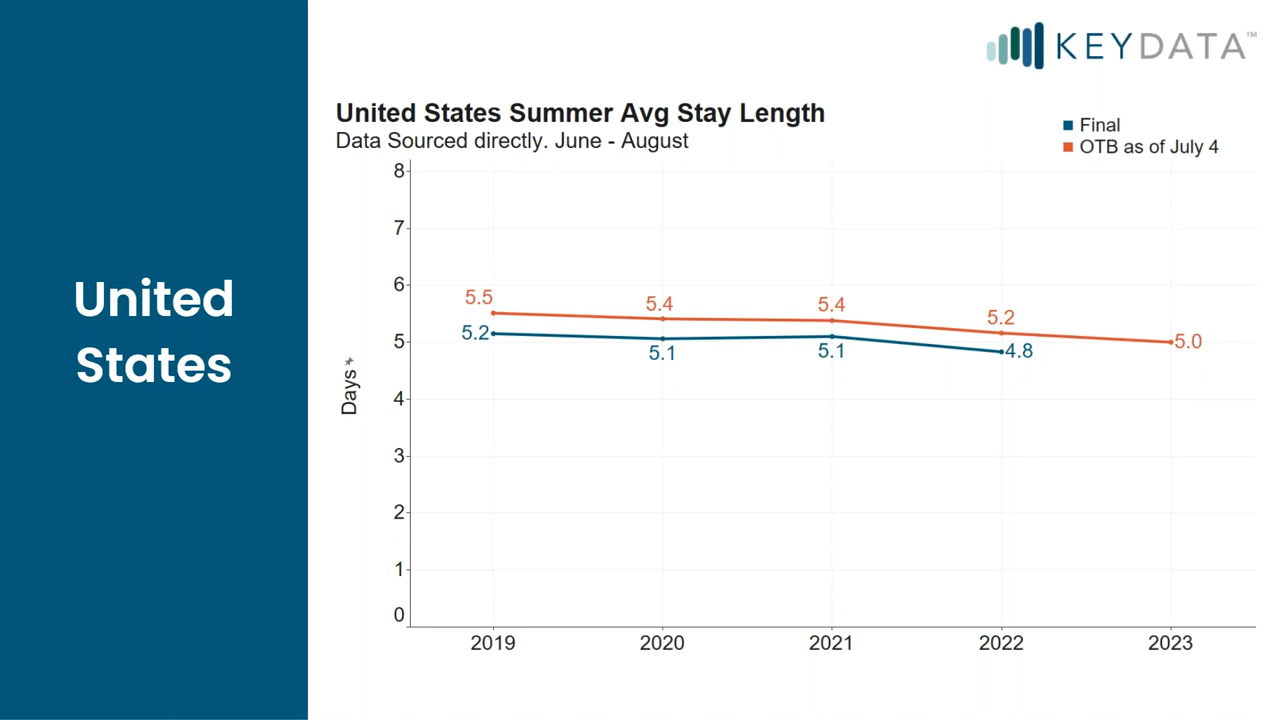 KEYDATA™
United
States
United States Summer Avg Stay Length
Data Sourced directly. June - August
Final
OTB as of July 4
8
7
6
5
4
3
2
1
0
Days
5.5
5.4
5.4
5.2
5.0
5.2
5.1
5.1
4.8
2019
2020
2021
2022
2023